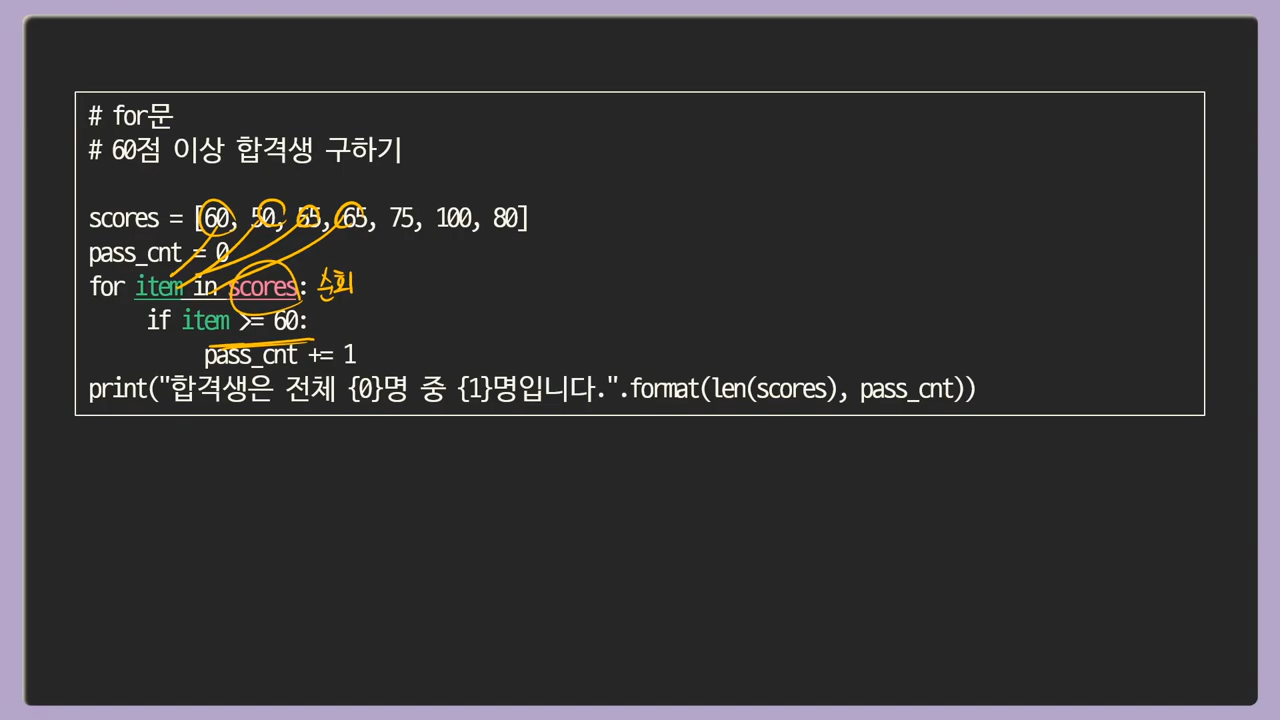 # for문
# 60점 이상 합격생 구하기
scores = [60, 50, 55, 65, 75, 100, 80]
pass_cnt = 0
for item in scores: 순회
if item >= 60:
pass_cnt += 1
print("합격생은 전체 {0}명 중 {1}명입니다.".format(len(scores), pass_cnt))